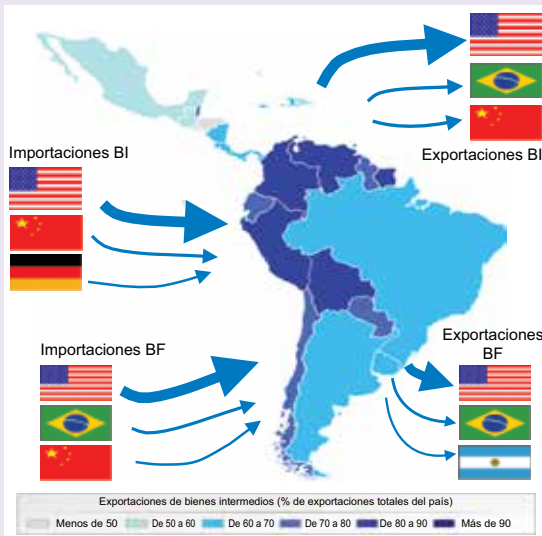 Exportaciones BI
Importaciones BI
Importaciones BF
Exportaciones
BF
Exportaciones de bienes intermedios (% de exportaciones totales del país)
Menos de 50 De 50 a 60 De 60 a 70 De 70 a 80 De 80 a 90 Más de 90